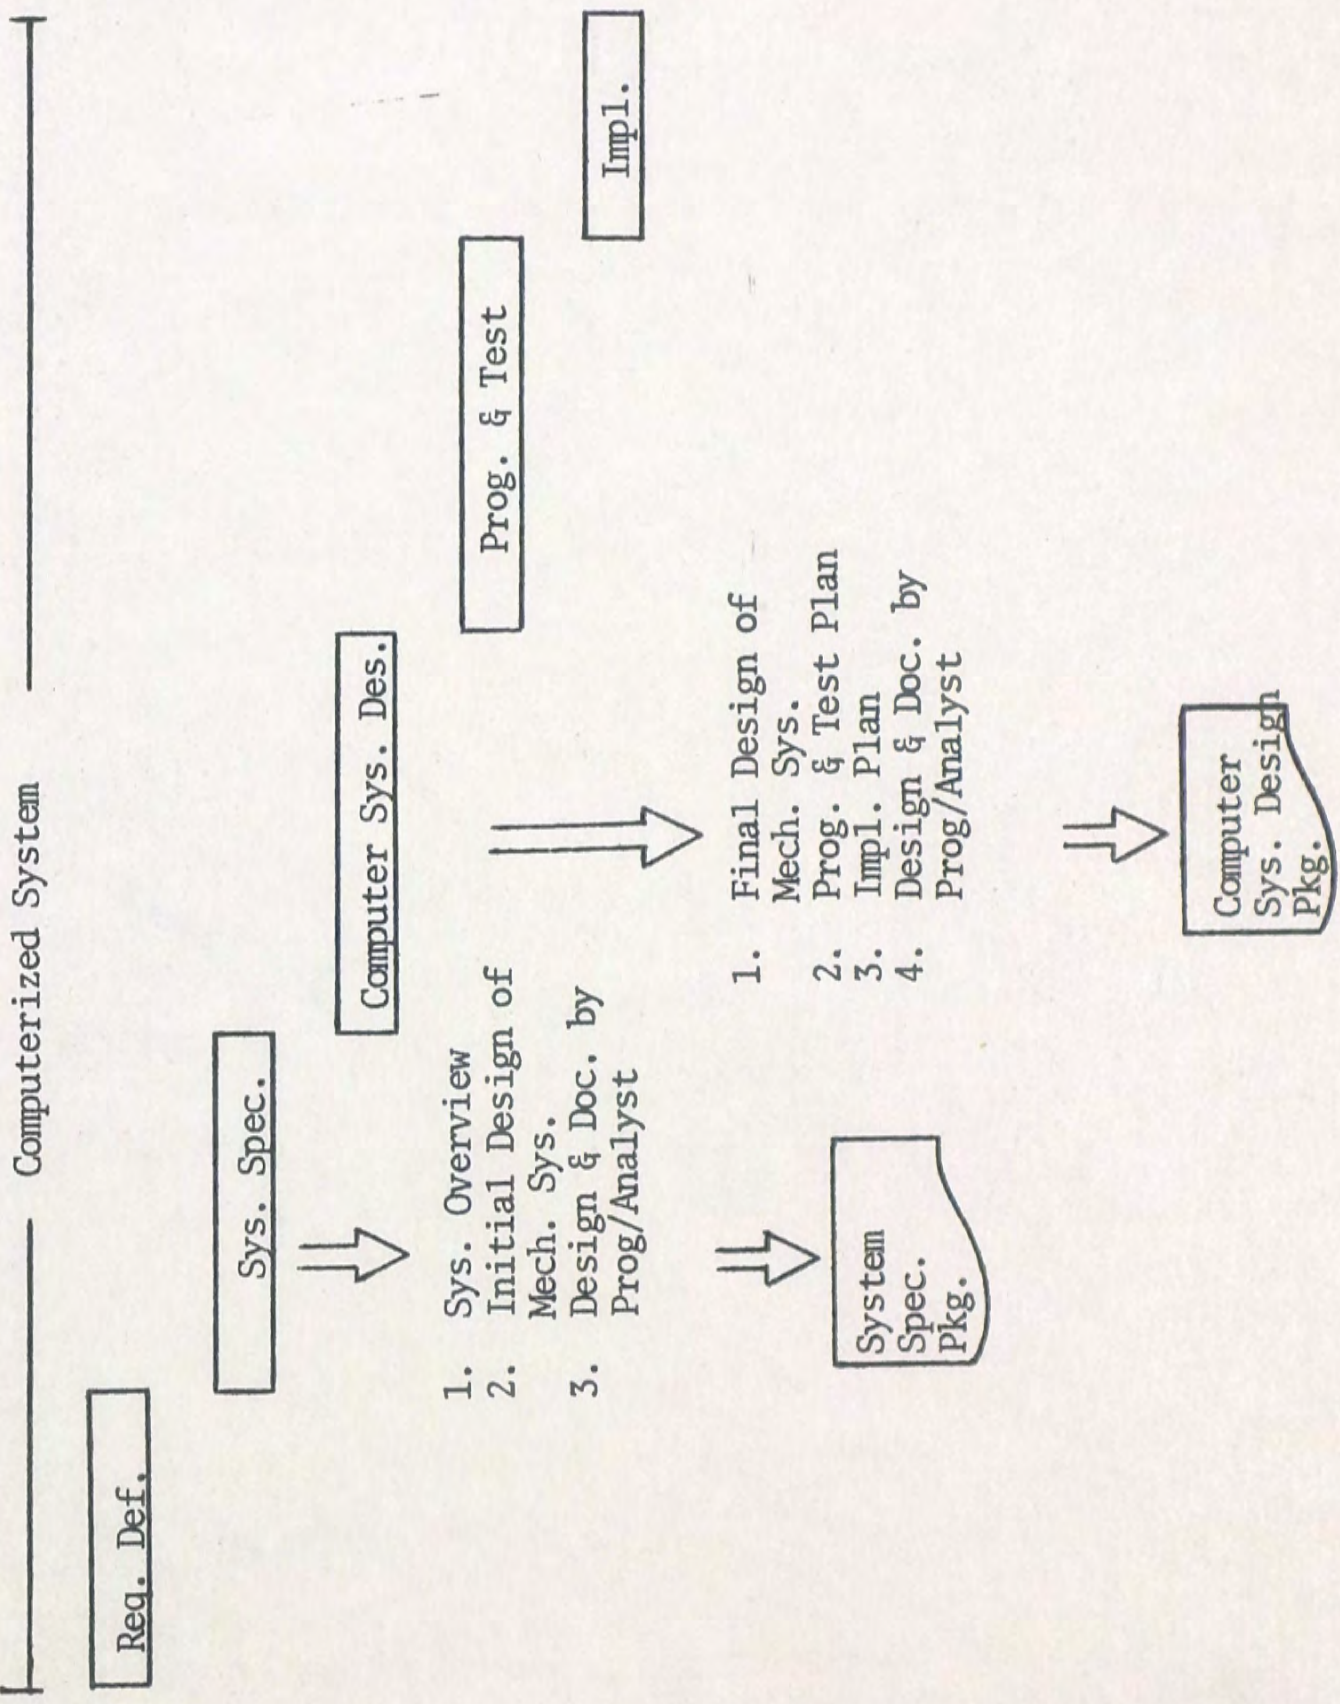 Computerized System
Req. Def.
Sys. Spec.
Computer Sys. Des.
Prog. & Test
Impl.
1. Sys. Overview
2. Initial Design of
Mech. Sys.
3. Design & Doc. by
Prog/Analyst
System
Spec.
Pkg.
1. Final Design of
Mech. Sys.
2. Prog. & Test Plan
3. Impl. Plan
4. Design & Doc. by
Prog/Analyst
Computer
Sys. Design
Pkg.